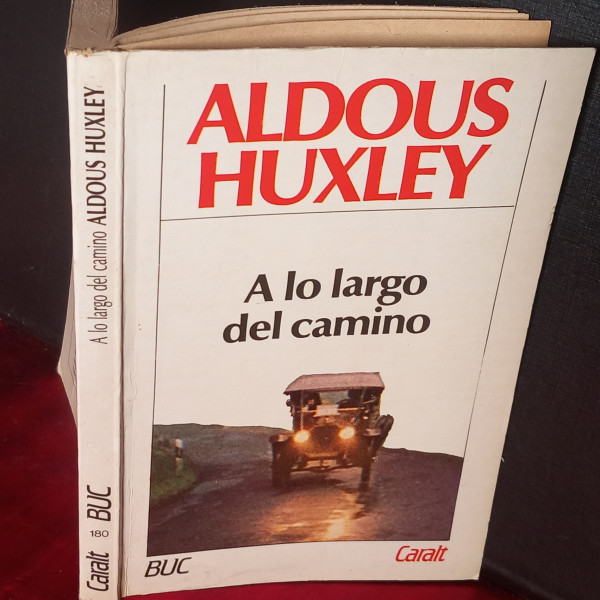 ALDOUS
HUXLEY
A lo largo
del camino
BUC
Caralt
A lo largo del camino ALDOUS HUXLEY
Caralt 180 BUC